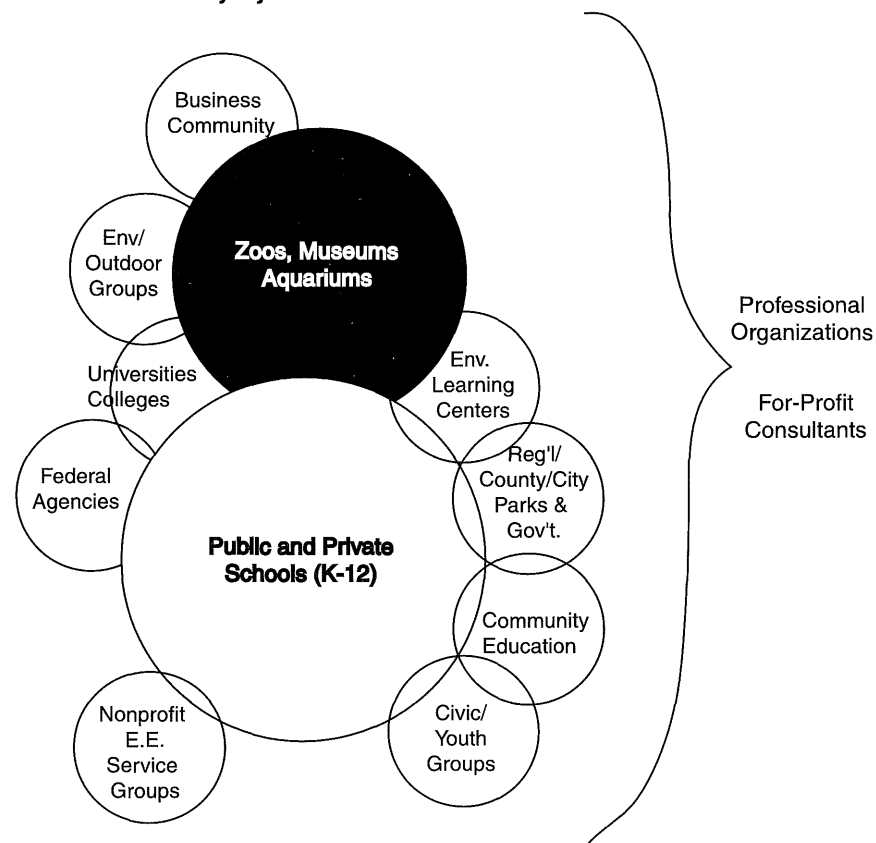 Business
Community
Env/
Outdoor
Groups
Zoos, Museums
Aquariums
Universities
Colleges
Env.
Learning
Centers
Federal
Agencies
Reg'l/
County/City
Parks &
Gov't.
Public and Private
Schools (K-12)
Community
Education
Nonprofit
E.E.
Service
Groups
Civic/
Youth
Groups
Professional
Organizations
For-Profit
Consultants